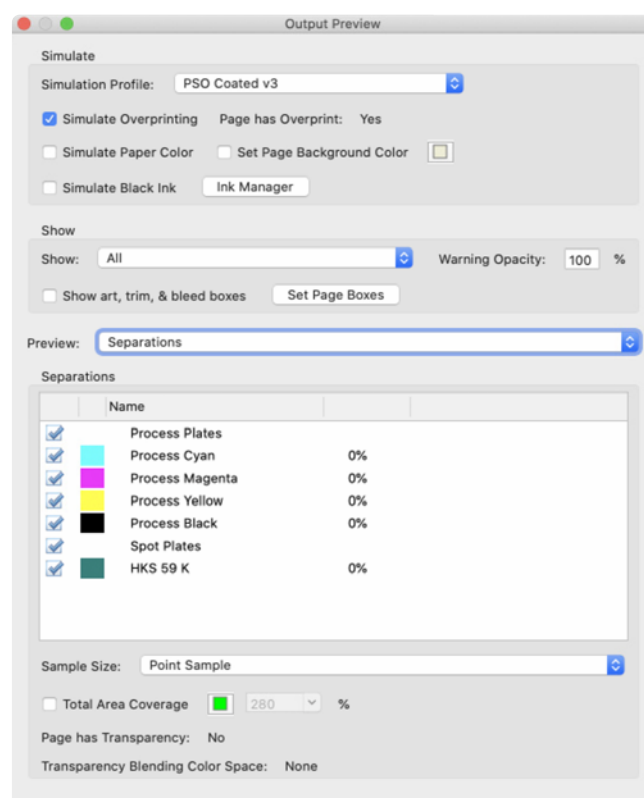 Output Preview
Simulate
Simulation Profile: PSO Coated v3
Simulate Overprinting Page has Overprint: Yes
Simulate Paper Color Set Page Background Color
Simulate Black Ink Ink Manager
Show
Show: All Warning Opacity: 100 %
Show art, trim, & bleed boxes Set Page Boxes
Preview: Separations
Separations
Name
Process Plates
Process Cyan 0%
Process Magenta 0%
Process Yellow 0%
Process Black 0%
Spot Plates
HKS 59 K 0%
Sample Size: Point Sample
Total Area Coverage 280 %
Page has Transparency: No
Transparency Blending Color Space: None